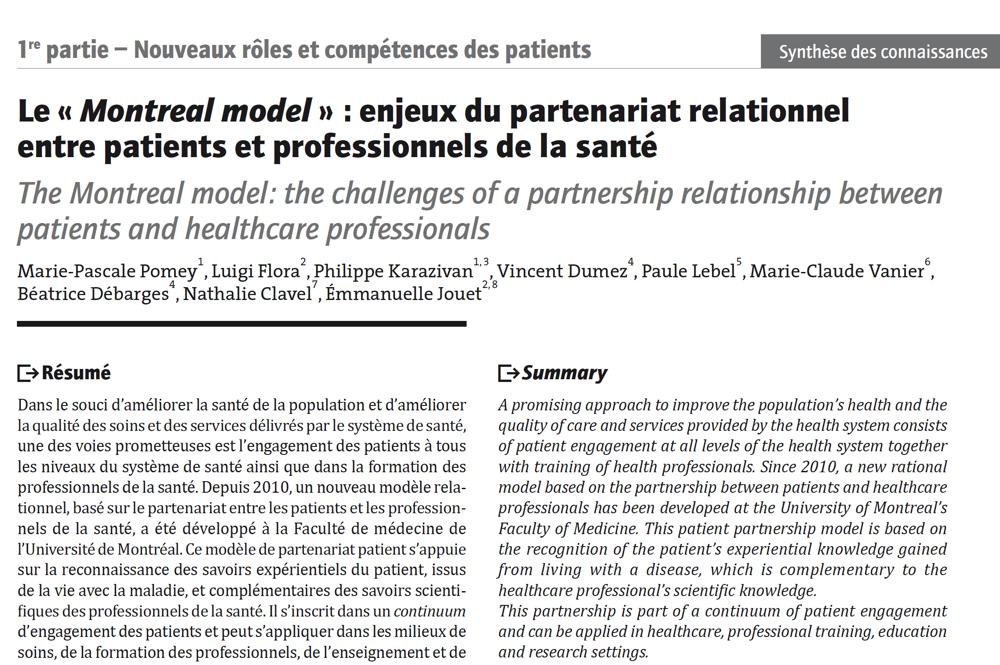 1re partie – Nouveaux rôles et compétences des patients
Synthèse des connaissances
Le « Montreal model » : enjeux du partenariat relationnel
entre patients et professionnels de la santé
The Montreal model: the challenges of a partnership relationship between
patients and healthcare professionals
Marie-Pascale Pomey1, Luigi Flora2, Philippe Karazivan1, 3, Vincent Dumez4, Paule Lebel5, Marie-Claude Vanier6,
Béatrice Débarges4, Nathalie Clavel7, Émmanuelle Jouet2, 8
Résumé
Dans le souci d’améliorer la santé de la population et d’améliorer
la qualité des soins et des services délivrés par le système de santé,
une des voies prometteuses est l’engagement des patients à tous
les niveaux du système de santé ainsi que dans la formation des
professionnels de la santé. Depuis 2010, un nouveau modèle rela-
tionnel, basé sur le partenariat entre les patients et les profession-
nels de la santé, a été développé à la Faculté de médecine de
l’Université de Montréal. Ce modèle de partenariat patient s’appuie
sur la reconnaissance des savoirs expérientiels du patient, issus
de la vie avec la maladie, et complémentaires des savoirs scienti-
fiques des professionnels de la santé. Il s’inscrit dans un continuum
d’engagement des patients et peut s’appliquer dans les milieux de
soins, de la formation des professionnels, de l’enseignement et de
Summary
A promising approach to improve the population’s health and the
quality of care and services provided by the health system consists
of patient engagement at all levels of the health system together
with training of health professionals. Since 2010, a new rational
model based on the partnership between patients and healthcare
professionals has been developed at the University of Montreal’s
Faculty of Medicine. This patient partnership model is based on
the recognition of the patient’s experiential knowledge gained
from living with a disease, which is complementary to the
healthcare professional’s scientific knowledge.
This partnership is part of a continuum of patient engagement
and can be applied in healthcare, professional training, education
and research settings.